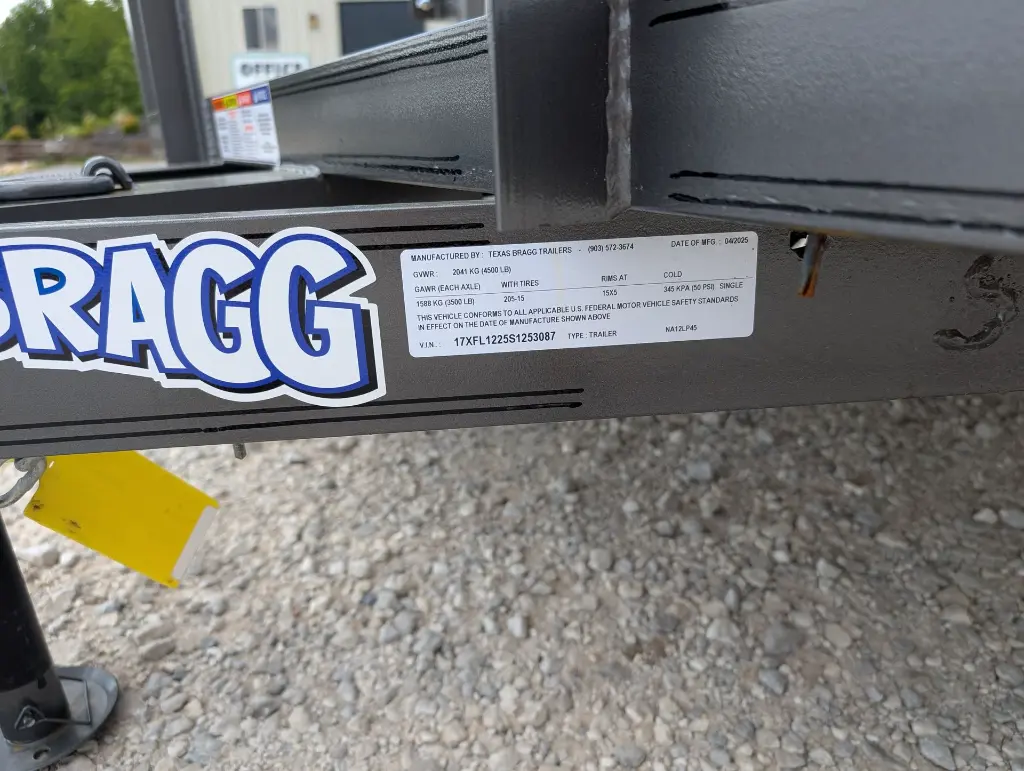 OFFICE
BRAGG
MANUFACTURED BY : TEXAS BRAGG TRAILERS - (903) 572-3674 DATE OF MFG. : 04/2025
GVWR : 2041 KG (4500 LB)
GAWR (EACH AXLE) WITH TIRES RIMS AT COLD
1588 KG (3500 LB) 205-15 15X5 345 KPA (50 PSI) SINGLE
THIS VEHICLE CONFORMS TO ALL APPLICABLE U.S. FEDERAL MOTOR VEHICLE SAFETY STANDARDS
IN EFFECT ON THE DATE OF MANUFACTURE SHOWN ABOVE
V.I.N. : 17XFL1225S1253087 TYPE : TRAILER NA12LP45